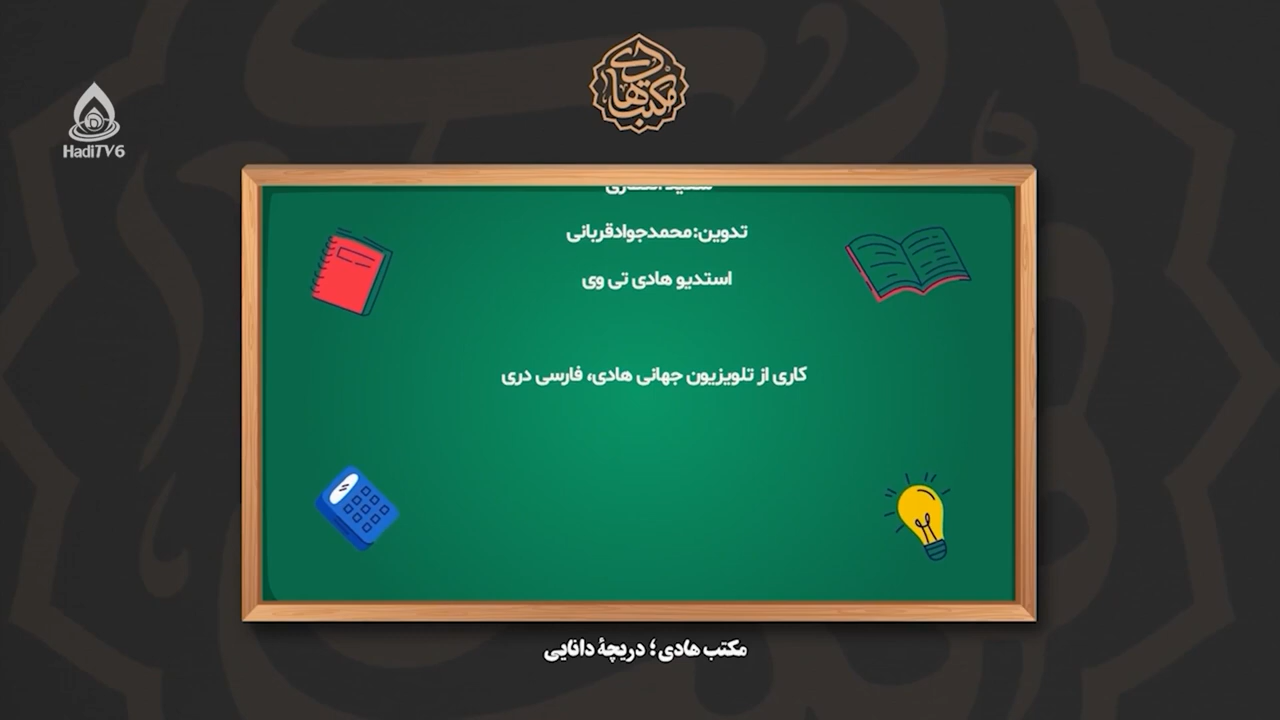 مکتب هادی
HadiTV6
تدوین:محمدجوادقربانی
استدیو هادی تی وی
کاری از تلویزیون جهانی هادی، فارسی دری
مکتب هادی؛ دریچهٔ دانایی